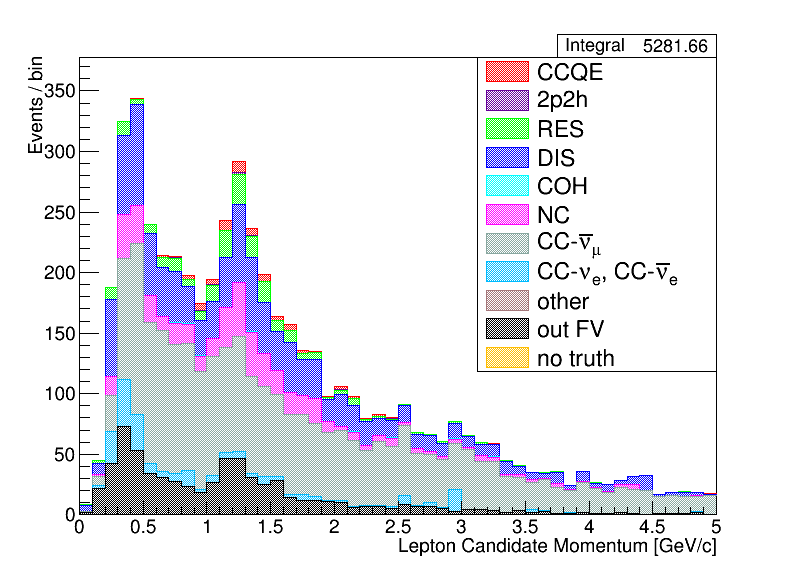 Integral 5281.66
Events / bin
350
300
250
200
150
100
50
0
CCQE
2p2h
RES
DIS
COH
NC
CC-ν̅μ
CC-νe, CC-ν̅e
other
out FV
no truth
0 0.5 1 1.5 2 2.5 3 3.5 4 4.5 5
Lepton Candidate Momentum [GeV/c]